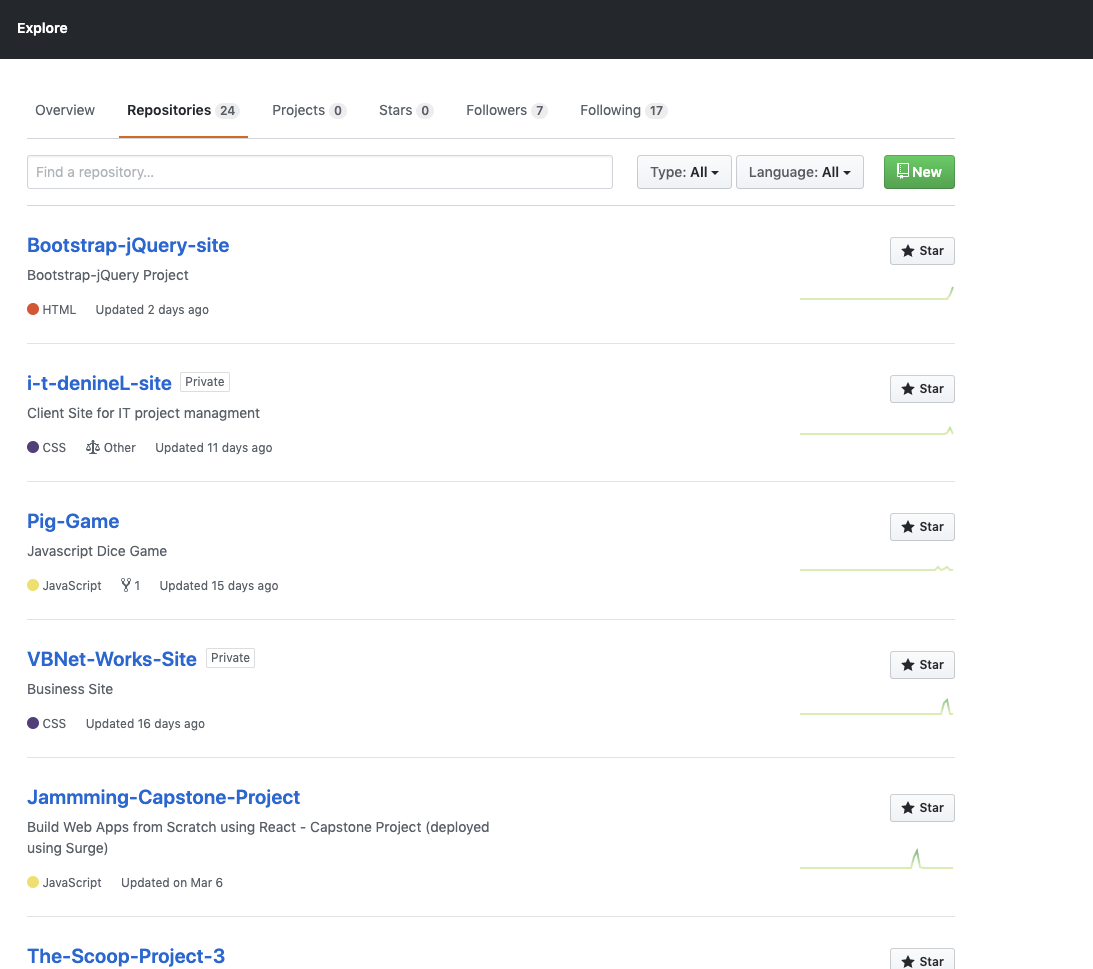 Explore
Overview Repositories 24 Projects 0 Stars 0 Followers 7 Following 17
Find a repository... Type: All Language: All New
Bootstrap-jQuery-site Star
Bootstrap-jQuery Project
HTML Updated 2 days ago
i-t-denineL-site Private Star
Client Site for IT project managment
CSS Other Updated 11 days ago
Pig-Game Star
Javascript Dice Game
JavaScript 1 Updated 15 days ago
VBNet-Works-Site Private Star
Business Site
CSS Updated 16 days ago
Jammming-Capstone-Project Star
Build Web Apps from Scratch using React - Capstone Project (deployed
using Surge)
JavaScript Updated on Mar 6
The-Scoop-Project-3 Star